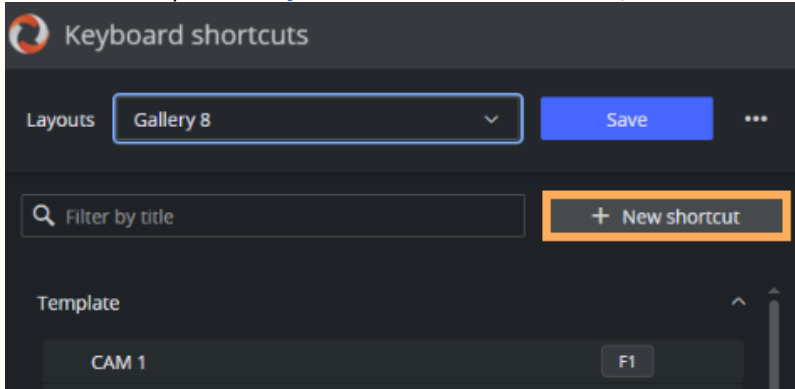 Keyboard shortcuts
Layouts Gallery 8 Save •••
Filter by title + New shortcut
Template
CAM 1 F1